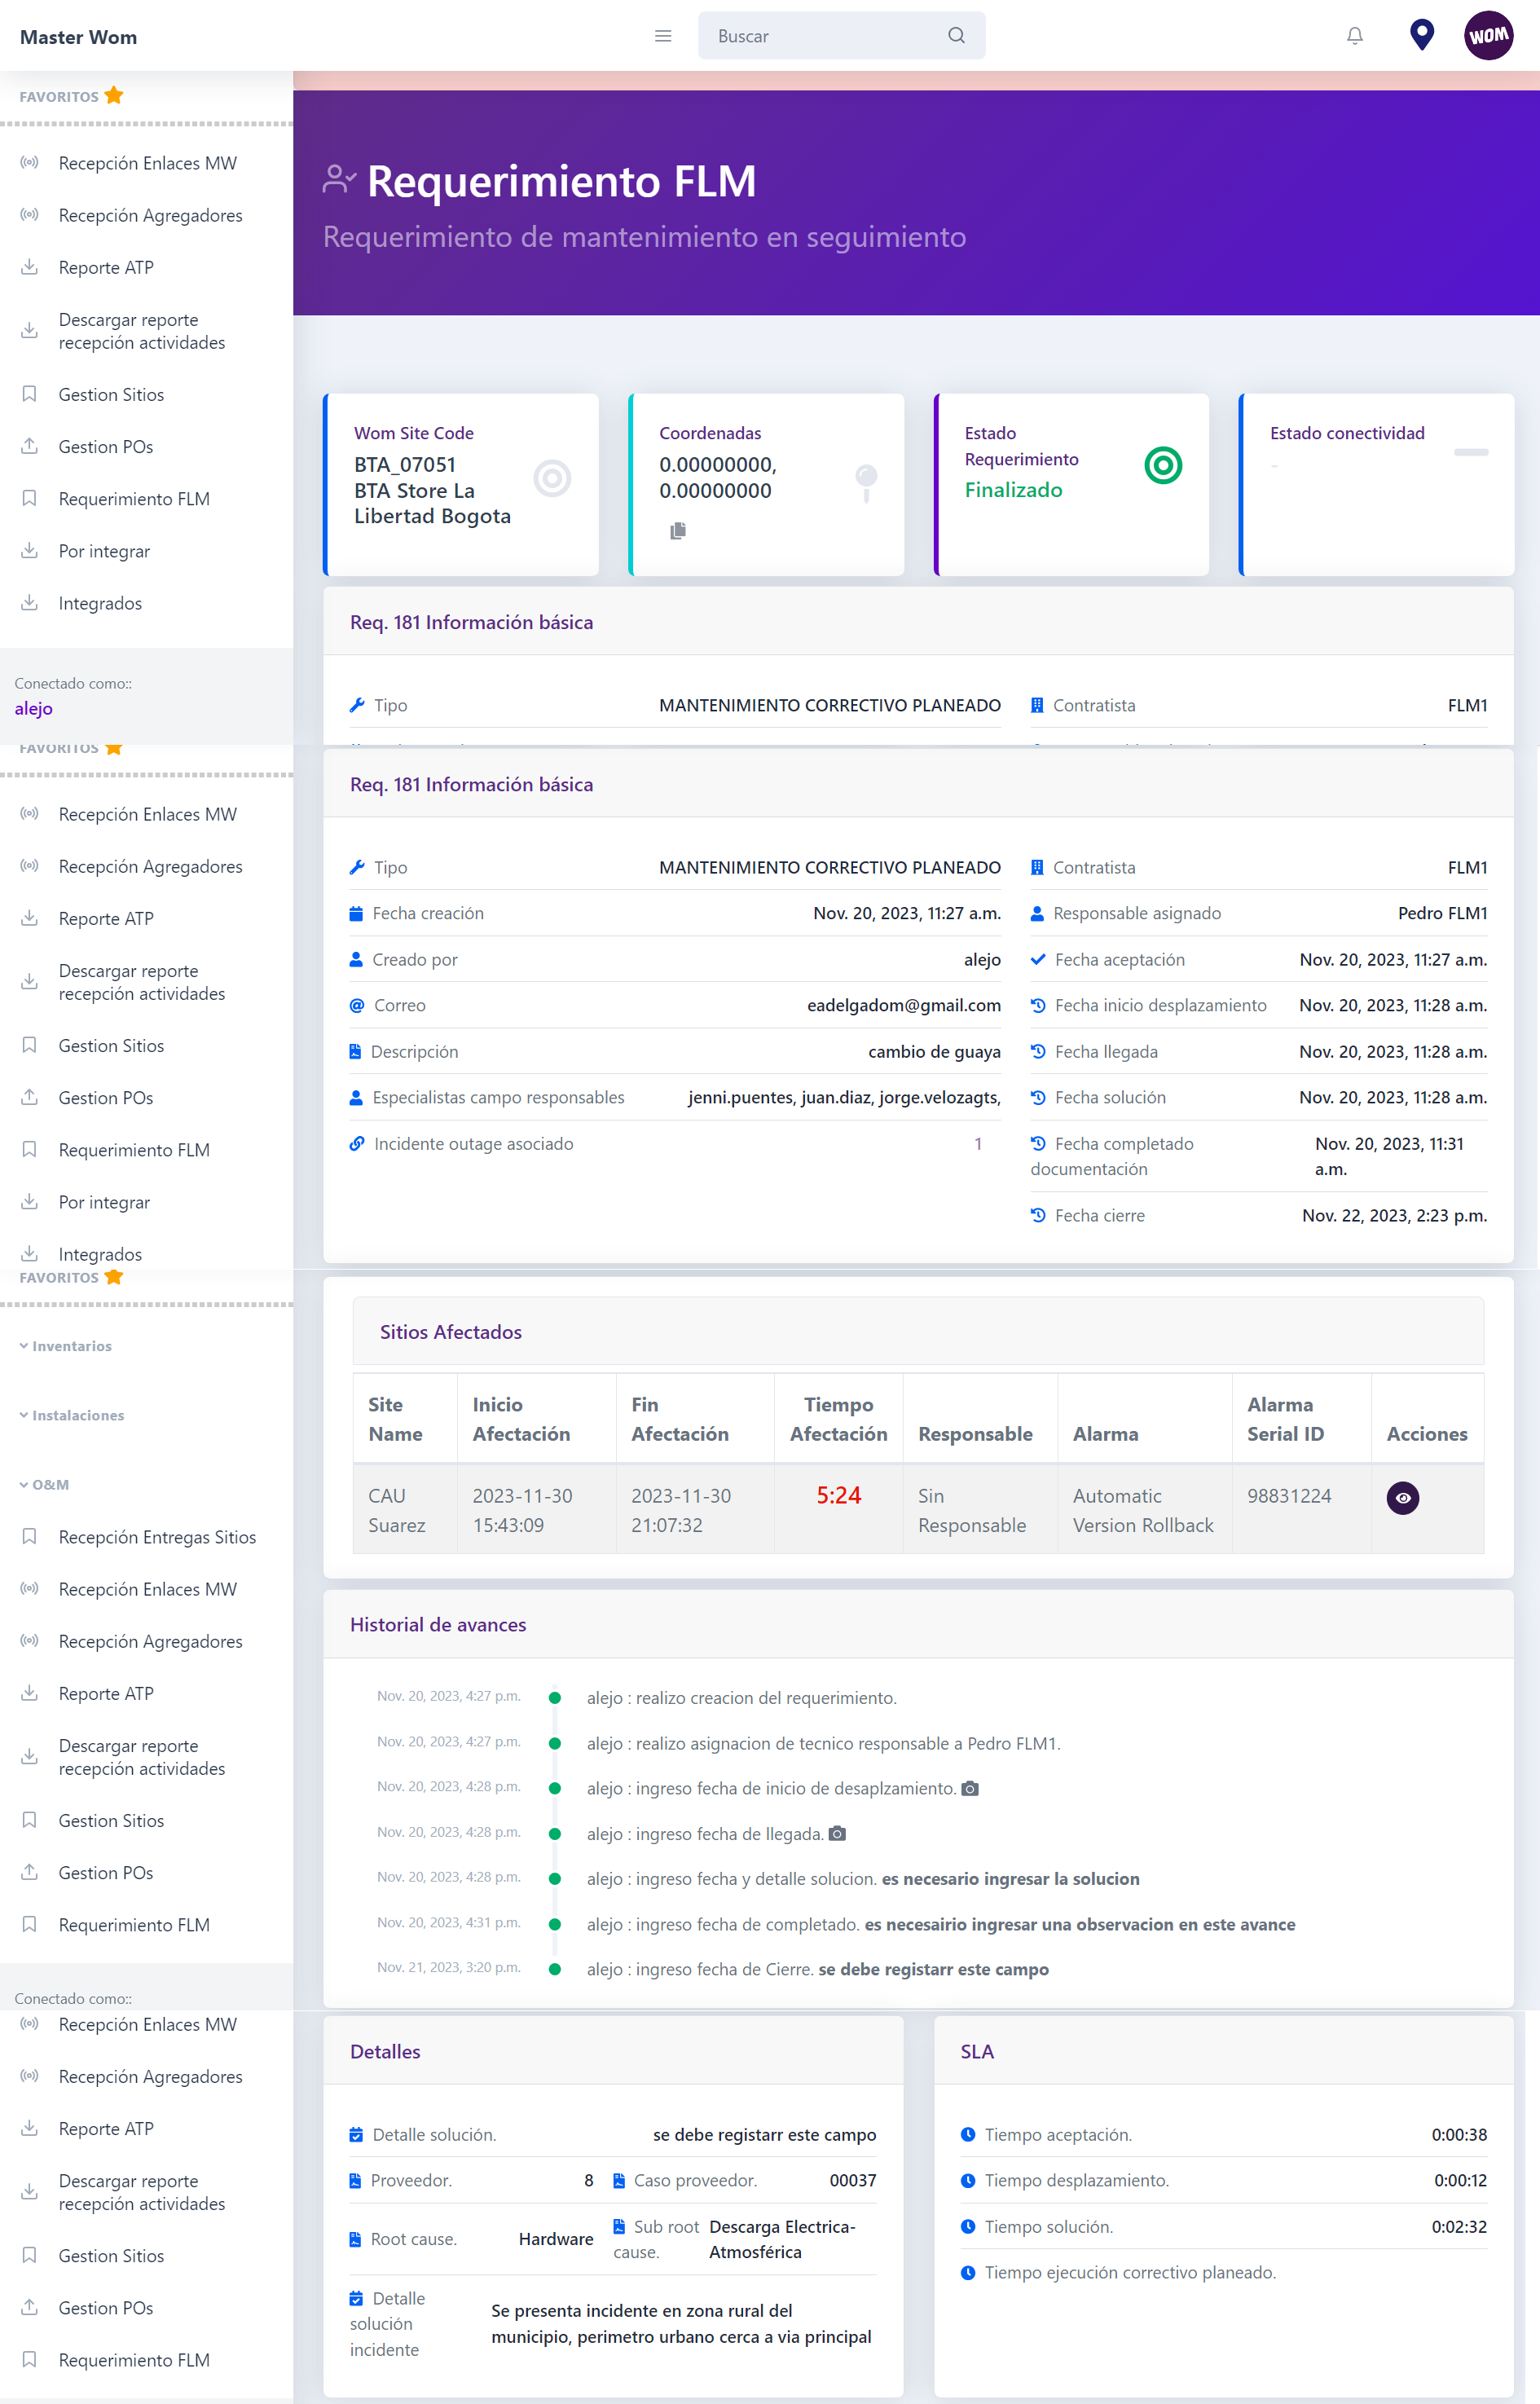 Master Wom
Buscar
WOM
FAVORITOS
Recepción Enlaces MW
Recepción Agregadores
Reporte ATP
Descargar reporte
recepción actividades
Gestion Sitios
Gestion POs
Requerimiento FLM
Por integrar
Integrados
Conectado como::
alejo
Requerimiento FLM
Requerimiento de mantenimiento en seguimiento
Wom Site Code
BTA_07051
BTA Store La
Libertad Bogota
Coordenadas
0.00000000,
0.00000000
Estado
Requerimiento
Finalizado
Estado conectividad
-
Req. 181 Información básica
Tipo MANTENIMIENTO CORRECTIVO PLANEADO
Contratista FLM1
FAVORITOS
Recepción Enlaces MW
Recepción Agregadores
Reporte ATP
Descargar reporte
recepción actividades
Gestion Sitios
Gestion POs
Requerimiento FLM
Por integrar
Integrados
Req. 181 Información básica
Tipo MANTENIMIENTO CORRECTIVO PLANEADO
Fecha creación Nov. 20, 2023, 11:27 a.m.
Creado por alejo
Correo eadelgadom@gmail.com
Descripción cambio de guaya
Especialistas campo responsables jenni.puentes, juan.diaz, jorge.velozagts,
Incidente outage asociado 1
Contratista FLM1
Responsable asignado Pedro FLM1
Fecha aceptación Nov. 20, 2023, 11:27 a.m.
Fecha inicio desplazamiento Nov. 20, 2023, 11:28 a.m.
Fecha llegada Nov. 20, 2023, 11:28 a.m.
Fecha solución Nov. 20, 2023, 11:28 a.m.
Fecha completado Nov. 20, 2023, 11:31
documentación a.m.
Fecha cierre Nov. 22, 2023, 2:23 p.m.
FAVORITOS
Inventarios
Instalaciones
O&M
Recepción Entregas Sitios
Recepción Enlaces MW
Recepción Agregadores
Reporte ATP
Descargar reporte
recepción actividades
Gestion Sitios
Gestion POs
Requerimiento FLM
Conectado como::
Sitios Afectados
Site Inicio Fin Tiempo Alarma
Name Afectación Afectación Afectación Responsable Alarma Serial ID Acciones
CAU 2023-11-30 2023-11-30 5:24 Sin Automatic 98831224
Suarez 15:43:09 21:07:32 Responsable Version Rollback
Historial de avances
Nov. 20, 2023, 4:27 p.m. alejo : realizo creacion del requerimiento.
Nov. 20, 2023, 4:27 p.m. alejo : realizo asignacion de tecnico responsable a Pedro FLM1.
Nov. 20, 2023, 4:28 p.m. alejo : ingreso fecha de inicio de desaplzamiento.
Nov. 20, 2023, 4:28 p.m. alejo : ingreso fecha de llegada.
Nov. 20, 2023, 4:28 p.m. alejo : ingreso fecha y detalle solucion. es necesario ingresar la solucion
Nov. 20, 2023, 4:31 p.m. alejo : ingreso fecha de completado. es necesairio ingresar una observacion en este avance
Nov. 21, 2023, 3:20 p.m. alejo : ingreso fecha de Cierre. se debe registarr este campo
Recepción Enlaces MW
Recepción Agregadores
Reporte ATP
Descargar reporte
recepción actividades
Gestion Sitios
Gestion POs
Requerimiento FLM
Detalles
Detalle solución. se debe registarr este campo
Proveedor. 8 Caso proveedor. 00037
Root cause. Hardware
Sub root Descarga Electrica-
cause. Atmosférica
Detalle
solución
incidente
Se presenta incidente en zona rural del
municipio, perimetro urbano cerca a via principal
SLA
Tiempo aceptación. 0:00:38
Tiempo desplazamiento. 0:00:12
Tiempo solución. 0:02:32
Tiempo ejecución correctivo planeado.